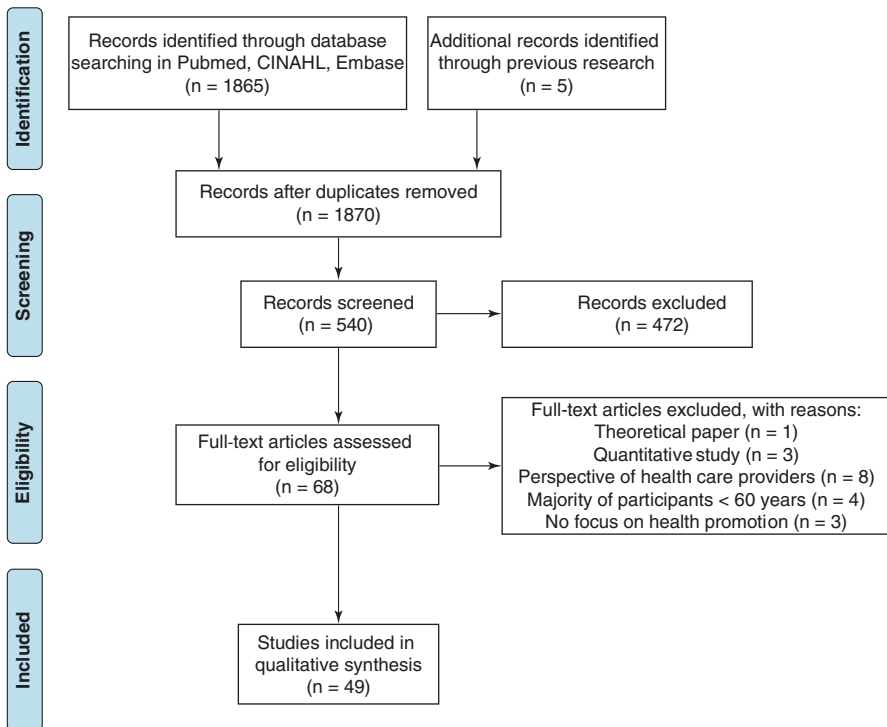 Identification
Records identified through database
searching in Pubmed, CINAHL, Embase
(n = 1865)
Additional records identified
through previous research
(n = 5)
Records after duplicates removed
(n = 1870)
Screening
Records screened
(n = 540)
Records excluded
(n = 472)
Eligibility
Full-text articles assessed
for eligibility
(n = 68)
Full-text articles excluded, with reasons:
Theoretical paper (n = 1)
Quantitative study (n = 3)
Perspective of health care providers (n = 8)
Majority of participants < 60 years (n = 4)
No focus on health promotion (n = 3)
Included
Studies included in
qualitative synthesis
(n = 49)